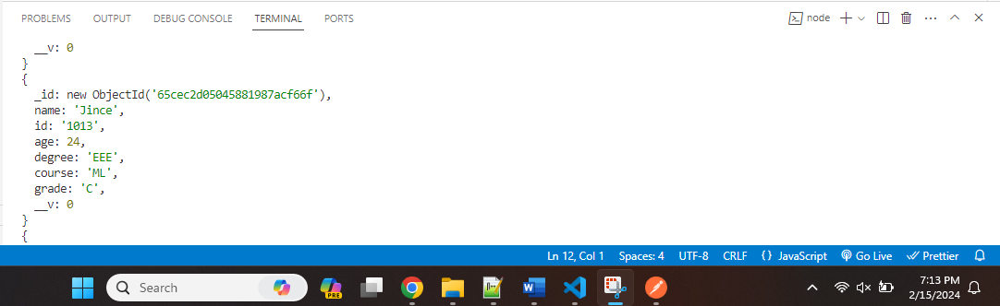 PROBLEMS OUTPUT DEBUG CONSOLE TERMINAL PORTS node
__v: 0
}
{
_id: new ObjectId('65cec2d05045881987acf66f'),
name: 'Jince',
id: '1013',
age: 24,
degree: 'EEE',
course: 'ML',
grade: 'C',
__v: 0
}
{
Ln 12, Col 1 Spaces: 4 UTF-8 CRLF {} JavaScript Go Live Prettier
Search PRE 7:13 PM
2/15/2024